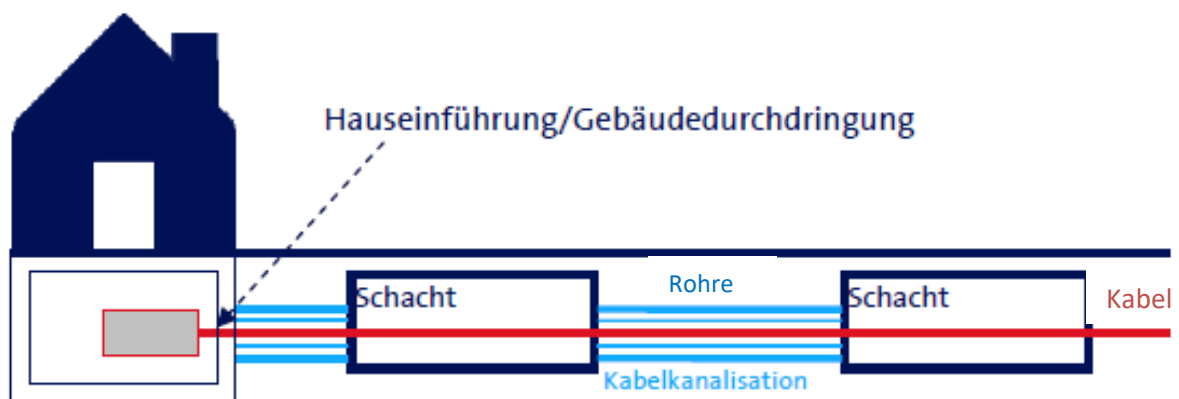 Hauseinführung/Gebäudedurchdringung
Schacht
Rohre
Schacht
Kabel
Kabelkanalisation